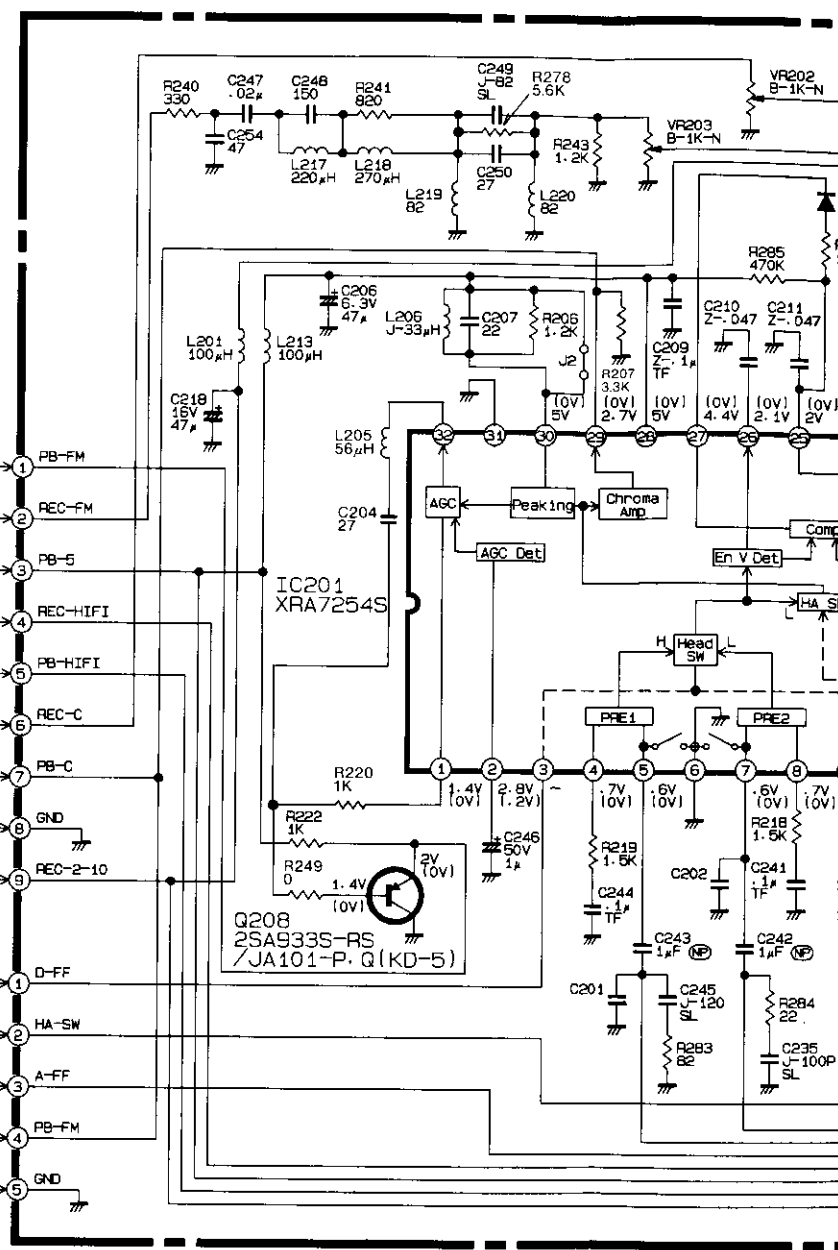 R240
330
C247
.02μ
C248
150
R241
820
C249
J-82
SL
R278
5.6K
VR202
B-1K-N
C254
47
L217
220μH
L218
270μH
C250
27
R243
1.2K
VR203
B-1K-N
L219
82
L220
82
R285
470K
C206
6.3V
47μ
L206
J-33μH
C207
22
R206
1.2K
J2
R207
3.3K
C209
Z-.1μ
TF
C210
Z-.047
C211
Z-.047
L201
100μH
L213
100μH
C218
16V
47μ
(0V)
5V
(0V)
2.7V
(0V)
5V
(0V)
4.4V
(0V)
2.1V
(0V)
2V
L205
56μH
32
31
30
29
28
27
26
25
C204
27
AGC
Peaking
Chroma
Amp
AGC Det
Comp
En V Det
HA S
L
IC201
XRA7254S
H
Head
SW
L
PRE1
PRE2
1
2
3
4
5
6
7
8
1.4V
(0V)
2.8V
(.2V)
~
.7V
(0V)
.6V
(0V)
.6V
(0V)
.7V
(0V)
1 PB-FM
2 REC-FM
3 PB-5
4 REC-HIFI
5 PB-HIFI
6 REC-C
7 PB-C
8 GND
9 REC-2-10
R220
1K
R222
1K
R249
0
1.4V
(0V)
2V
(0V)
C246
50V
1μ
R219
1.5K
C244
.1μ
TF
C202
R218
1.5K
C241
.1μ
TF
Q208
2SA933S-RS
/JA101-P.Q(KD-5)
C243
1μF NP
C242
1μF NP
C201
C245
J-120
SL
R284
22
R283
82
C235
J-100P
SL
1 D-FF
2 HA-SW
3 A-FF
4 PB-FM
5 GND